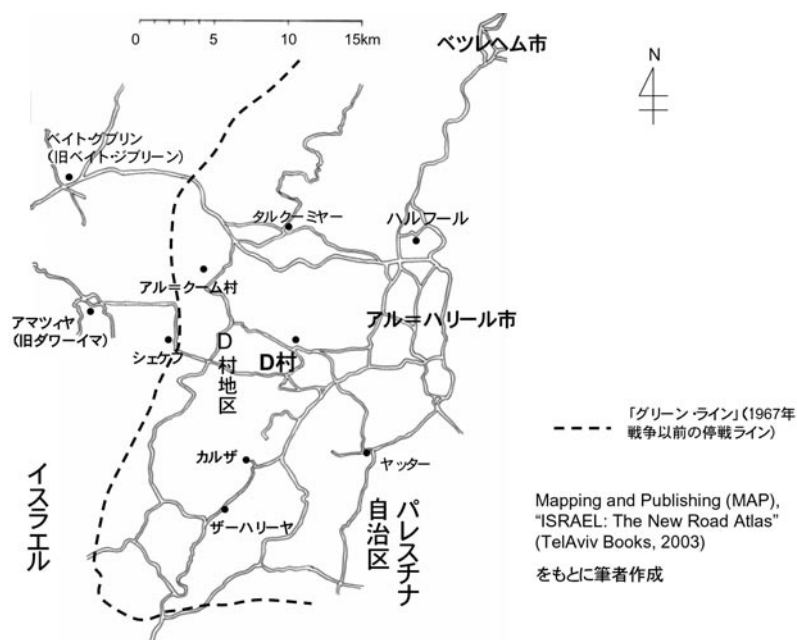 0 5 10 15km
ベツレヘム市
N
ベイト・グブリン
(旧ベイト・ジブリーン)
タルクーミヤー
ハルフール
アル=クーム村
アマツィヤ
(旧ダワーイマ)
アル=ハリール市
シェケフ
D村地区
D村
カルザ
ヤッター
ザーハリーヤ
イスラエル
パレスチナ
自治区
「グリーン・ライン」(1967年
戦争以前の停戦ライン)
Mapping and Publishing (MAP),
“ISRAEL: The New Road Atlas”
(TelAviv Books, 2003)
をもとに筆者作成